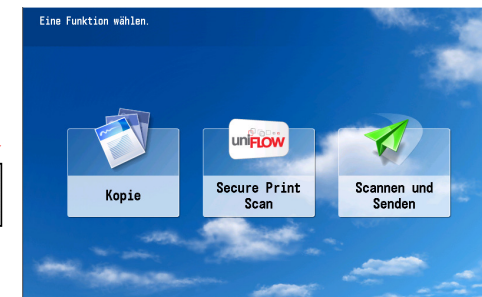 Eine Funktion wählen.
uniFLOW
Kopie
Secure Print
Scan
Scannen und
Senden